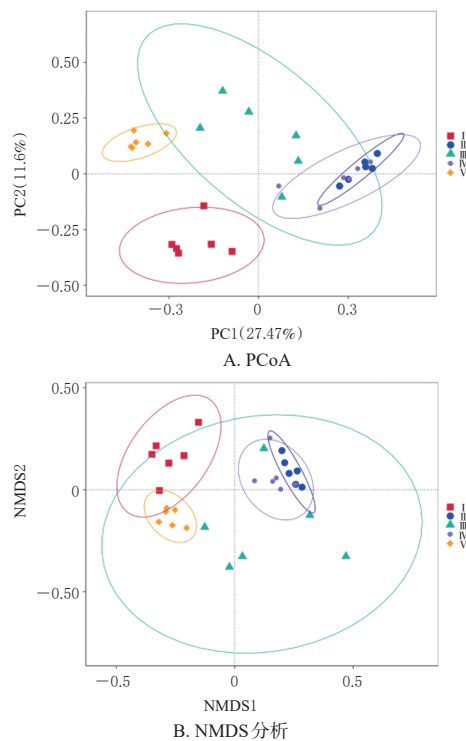 0.50
0.25
0
−0.25
−0.50
PC2(11.6%)
I
II
III
IV
V
−0.3
0
0.3
PC1(27.47%)
A. PCoA
0.50
0
−0.50
NMDS2
I
II
III
IV
V
−0.5
0
0.5
NMDS1
B. NMDS分析